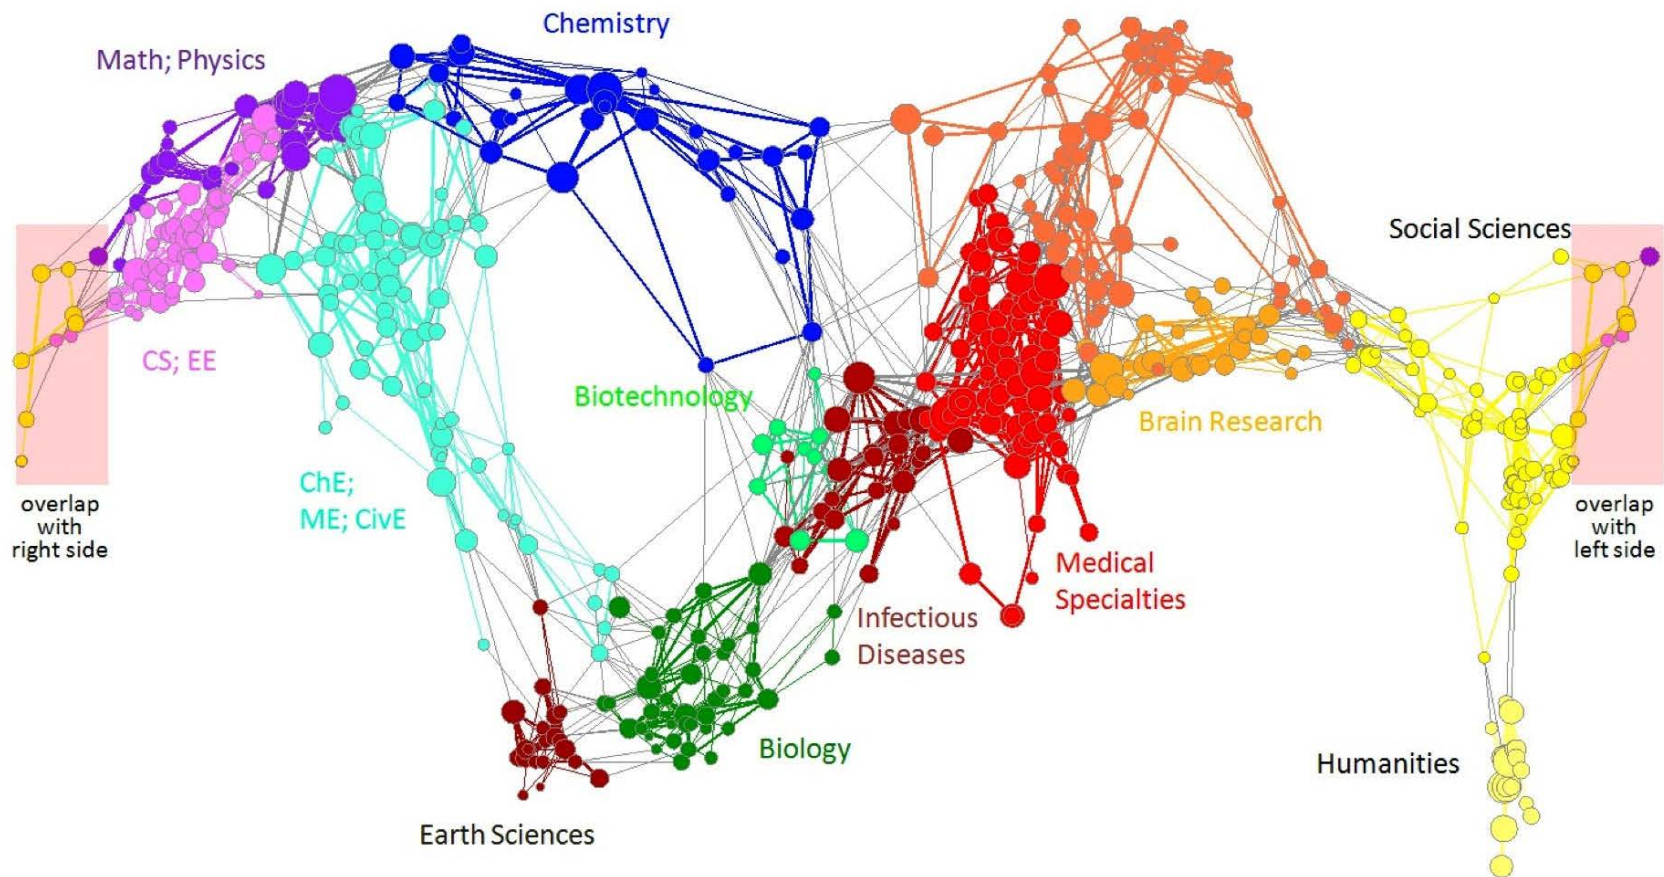 Chemistry
Math; Physics
Social Sciences
CS; EE
Biotechnology
Brain Research
ChE;
ME; CivE
overlap
with
right side
overlap
with
left side
Medical
Specialties
Infectious
Diseases
Biology
Humanities
Earth Sciences